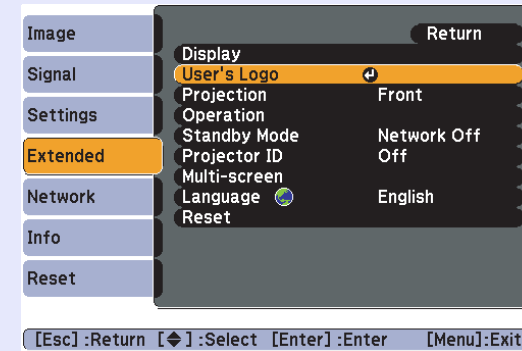 Image
Signal
Settings
Extended
Network
Info
Reset
Return
Display
User's Logo
Projection Front
Operation
Standby Mode Network Off
Projector ID Off
Multi-screen
Language English
Reset
[Esc] :Return [◆] :Select [Enter] :Enter [Menu]:Exit